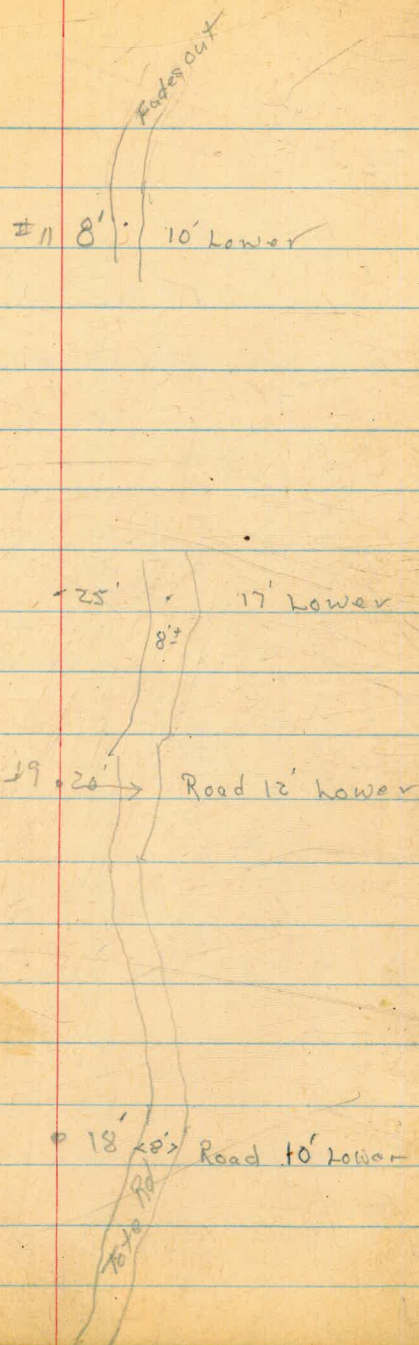 Fades out
#11 8' 10' Lower
25' 17' Lower
8'±
19 20' Road 12' Lower
18' <8'> Road 10' Lower
Tote Rd